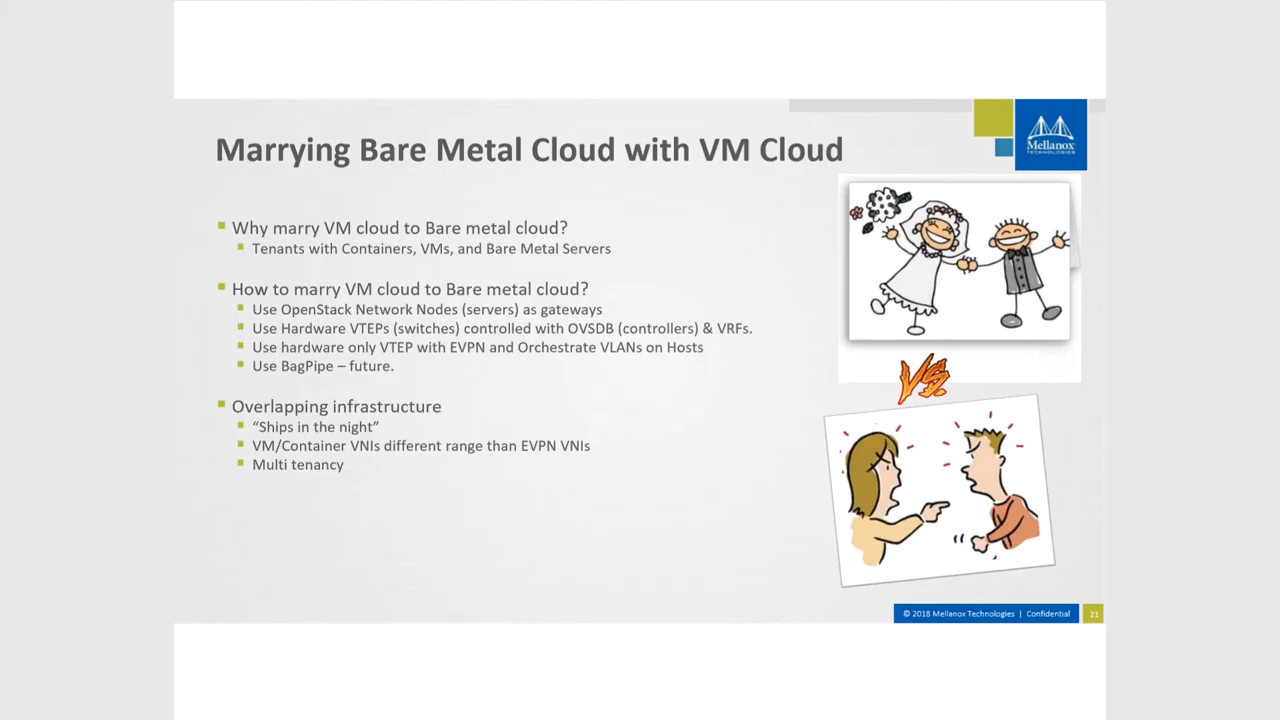 Marrying Bare Metal Cloud with VM Cloud
Mellanox
TECHNOLOGIES
Why marry VM cloud to Bare metal cloud?
Tenants with Containers, VMs, and Bare Metal Servers
How to marry VM cloud to Bare metal cloud?
Use OpenStack Network Nodes (servers) as gateways
Use Hardware VTEPs (switches) controlled with OVSDB (controllers) & VRFs.
Use hardware only VTEP with EVPN and Orchestrate VLANs on Hosts
Use BagPipe – future.
VS.
Overlapping infrastructure
“Ships in the night”
VM/Container VNIs different range than EVPN VNIs
Multi tenancy
© 2018 Mellanox Technologies | Confidential
21